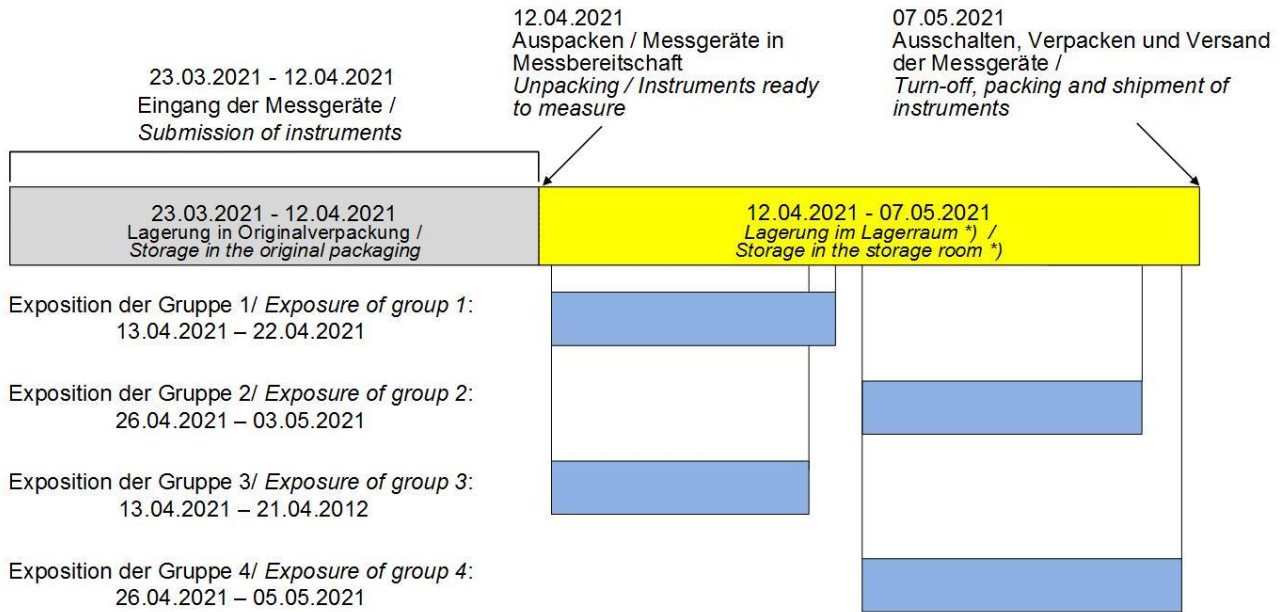 23.03.2021 - 12.04.2021
Eingang der Messgeräte /
Submission of instruments
12.04.2021
Auspacken / Messgeräte in
Messbereitschaft
Unpacking / Instruments ready
to measure
07.05.2021
Ausschalten, Verpacken und Versand
der Messgeräte /
Turn-off, packing and shipment of
instruments
23.03.2021 - 12.04.2021
Lagerung in Originalverpackung /
Storage in the original packaging
12.04.2021 - 07.05.2021
Lagerung im Lagerraum *) /
Storage in the storage room *)
Exposition der Gruppe 1/ Exposure of group 1:
13.04.2021 – 22.04.2021
Exposition der Gruppe 2/ Exposure of group 2:
26.04.2021 – 03.05.2021
Exposition der Gruppe 3/ Exposure of group 3:
13.04.2021 – 21.04.2012
Exposition der Gruppe 4/ Exposure of group 4:
26.04.2021 – 05.05.2021